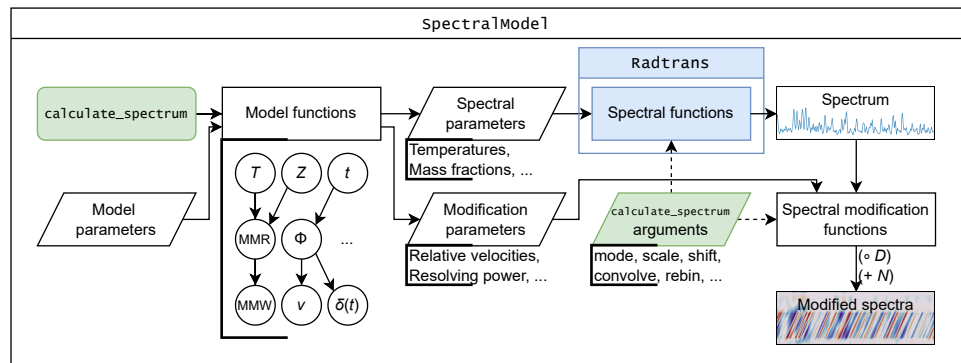 SpectralModel
Radtrans
calculate_spectrum
Model functions
Spectral
parameters
Spectral functions
Spectrum
Temperatures,
Mass fractions, ...
T
Z
t
Model
parameters
MMR
Φ
...
Modification
parameters
calculate_spectrum
arguments
Spectral modification
functions
Relative velocities,
Resolving power, ...
mode, scale, shift,
convolve, rebin, ...
(∘ D)
(+ N)
MMW
v
δ(t)
Modified spectra